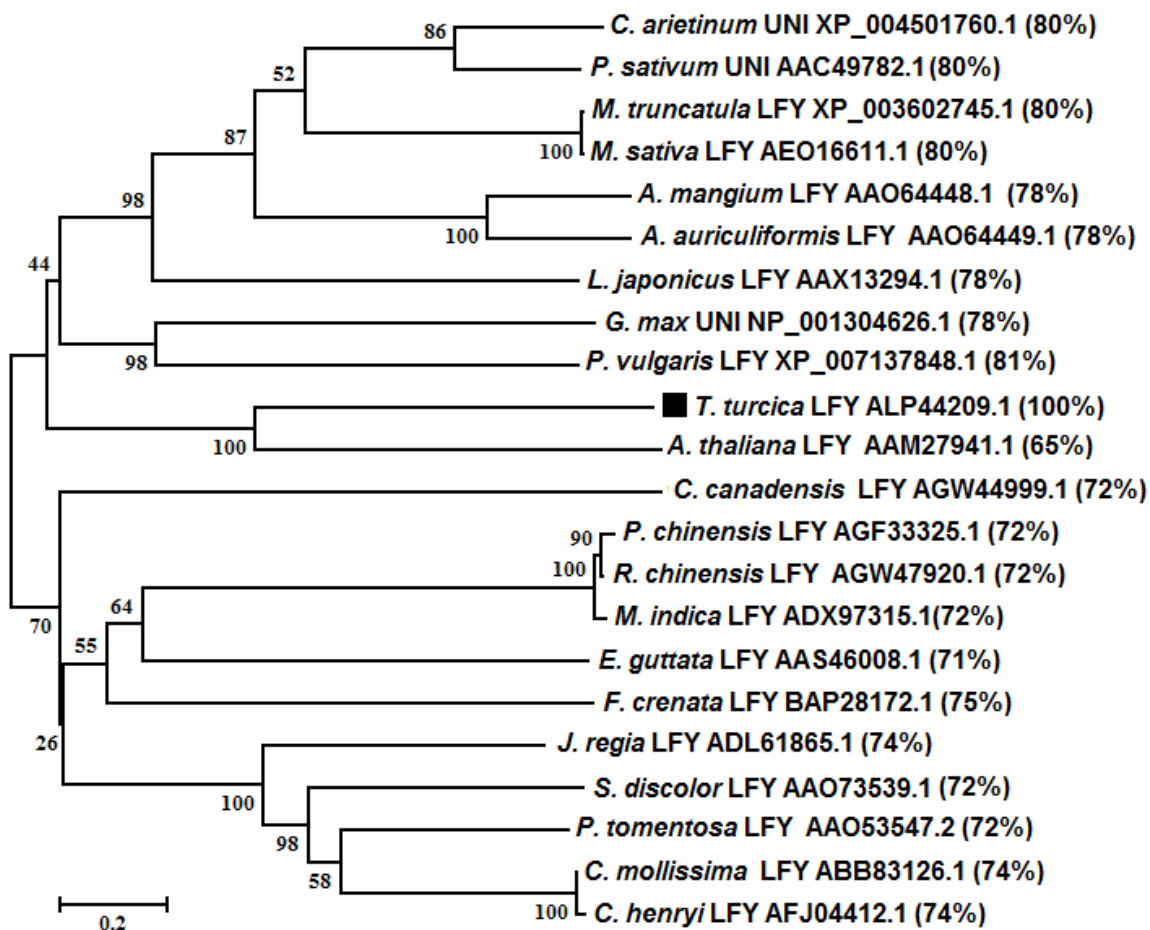 86
C. arietinum UNI XP_004501760.1 (80%)
P. sativum UNI AAC49782.1(80%)
52
M. truncatula LFY XP_003602745.1 (80%)
87
100
M. sativa LFY AEO16611.1 (80%)
98
A. mangium LFY AAO64448.1 (78%)
100
A. auriculiformis LFY AAO64449.1 (78%)
44
L. japonicus LFY AAX13294.1 (78%)
G. max UNI NP_001304626.1 (78%)
98
P. vulgaris LFY XP_007137848.1 (81%)
T. turcica LFY ALP44209.1 (100%)
100
A. thaliana LFY AAM27941.1 (65%)
C. canadensis LFY AGW44999.1 (72%)
90
P. chinensis LFY AGF33325.1 (72%)
100
R. chinensis LFY AGW47920.1 (72%)
64
M. indica LFY ADX97315.1(72%)
70
55
E. guttata LFY AAS46008.1 (71%)
F. crenata LFY BAP28172.1 (75%)
26
J. regia LFY ADL61865.1 (74%)
100
S. discolor LFY AAO73539.1 (72%)
98
P. tomentosa LFY AAO53547.2 (72%)
58
C. mollissima LFY ABB83126.1 (74%)
100
C. henryi LFY AFJ04412.1 (74%)
0.2